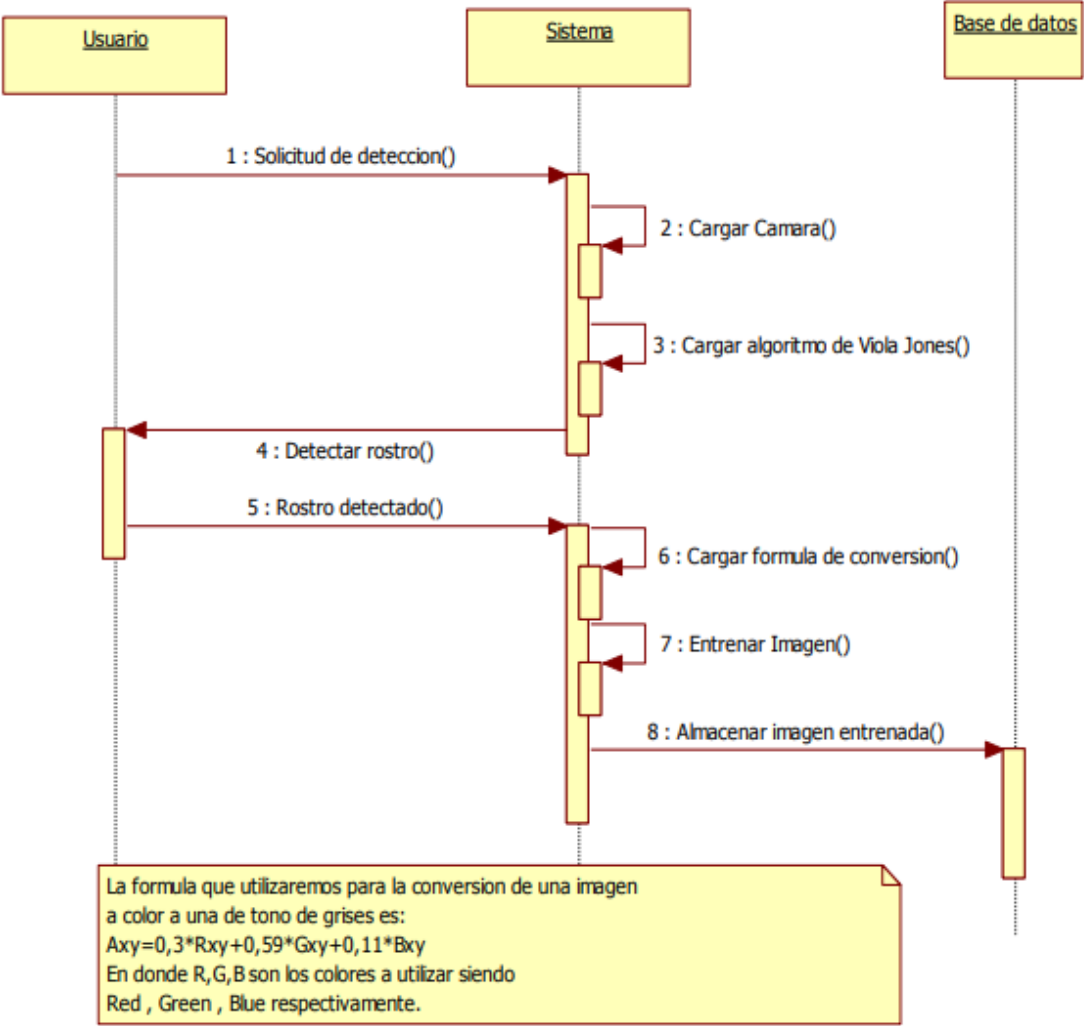 Usuario
Sistema
Base de datos
1 : Solicitud de deteccion()
2 : Cargar Camara()
3 : Cargar algoritmo de Viola Jones()
4 : Detectar rostro()
5 : Rostro detectado()
6 : Cargar formula de conversion()
7 : Entrenar Imagen()
8 : Almacenar imagen entrenada()
La formula que utilizaremos para la conversion de una imagen
a color a una de tono de grises es:
Axy=0,3*Rxy+0,59*Gxy+0,11*Bxy
En donde R,G,B son los colores a utilizar siendo
Red , Green , Blue respectivamente.